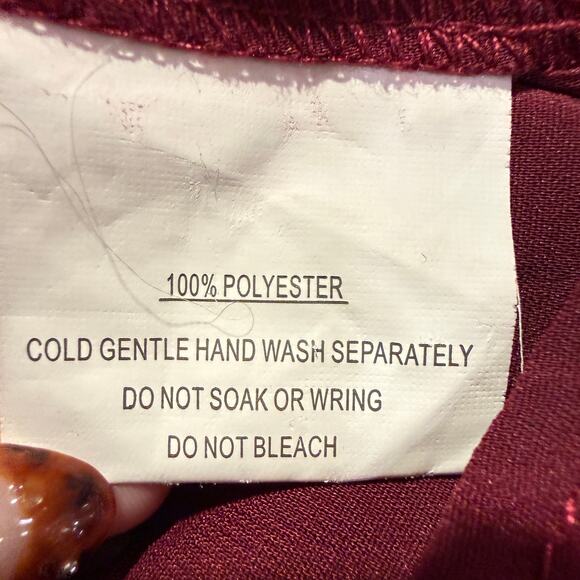 100% POLYESTER
COLD GENTLE HAND WASH SEPARATELY
DO NOT SOAK OR WRING
DO NOT BLEACH